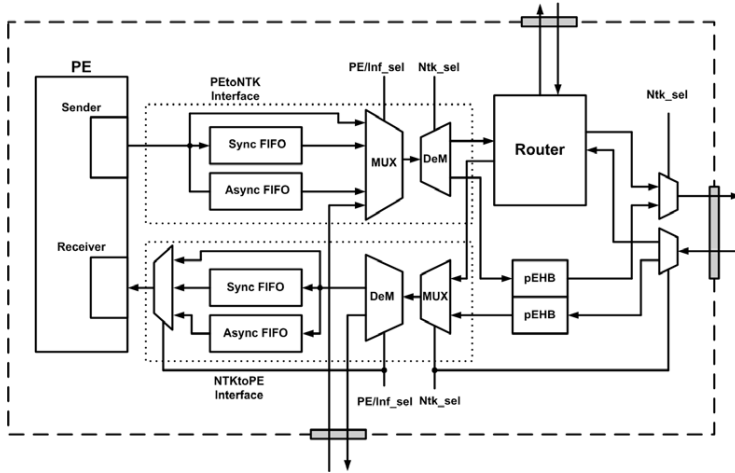 PE
PE/Inf_sel
Ntk_sel
PEtoNTK
Interface
Ntk_sel
Sender
Sync FIFO
MUX
DeM
Router
Async FIFO
Receiver
pEHB
Sync FIFO
DeM
MUX
pEHB
Async FIFO
NTKtoPE
Interface
PE/Inf_sel
Ntk_sel